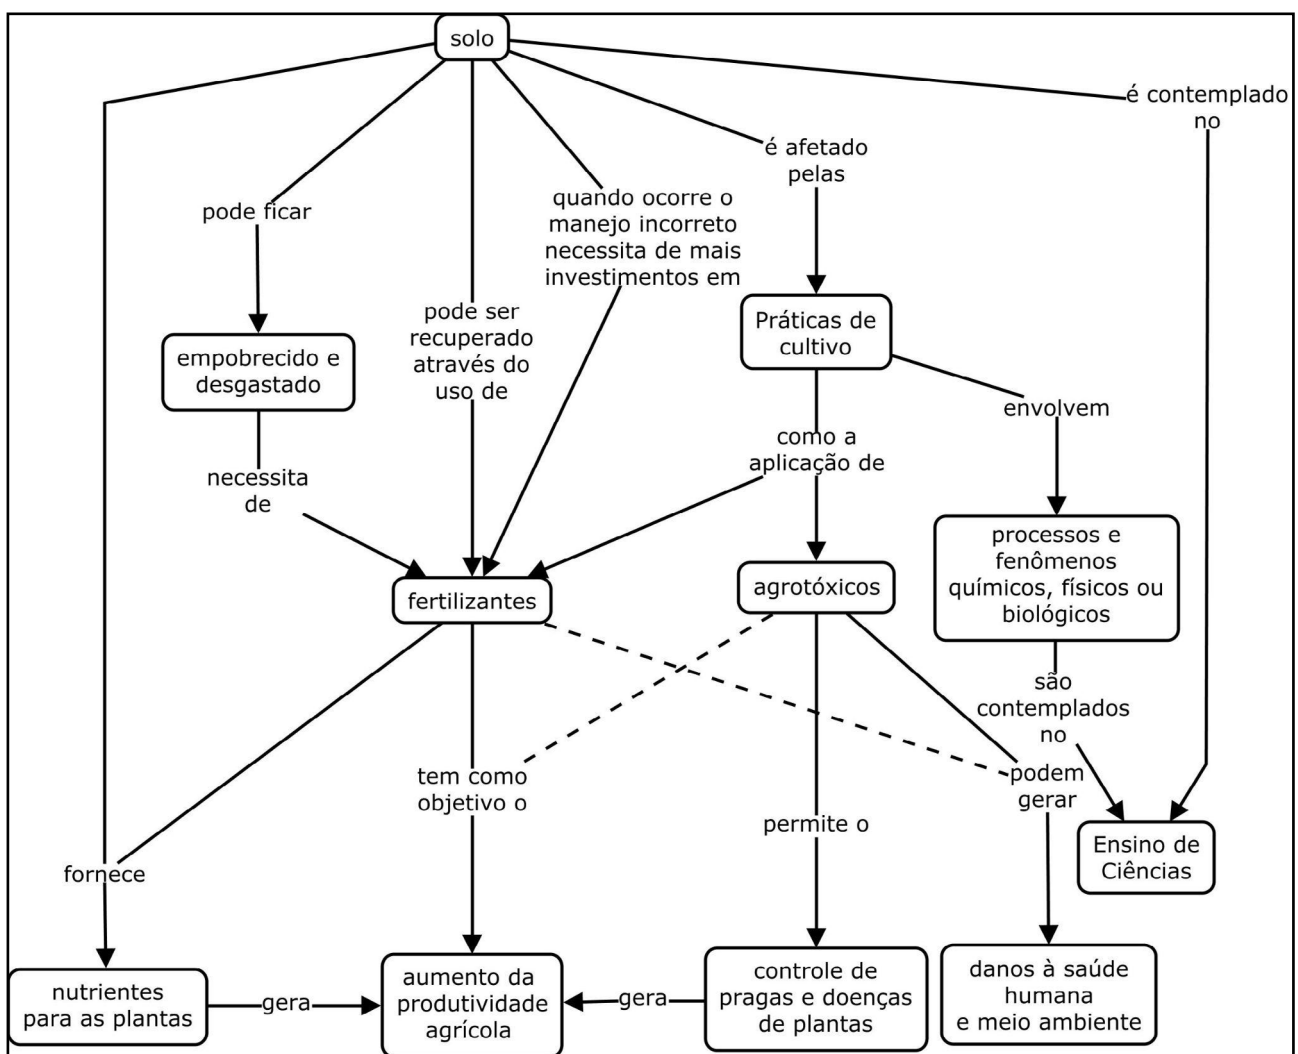 solo
é contemplado
no
é afetado
pelas
pode ficar
quando ocorre o
manejo incorreto
necessita de mais
investimentos em
pode ser
recuperado
através do
uso de
Práticas de
cultivo
empobrecido e
desgastado
envolvem
como a
aplicação de
necessita
de
processos e
fenômenos
químicos, físicos ou
biológicos
fertilizantes
agrotóxicos
são
contemplados
no
tem como
objetivo o
podem
gerar
permite o
Ensino de
Ciências
fornece
nutrientes
para as plantas
gera
aumento da
produtividade
agrícola
gera
controle de
pragas e doenças
de plantas
danos à saúde
humana
e meio ambiente